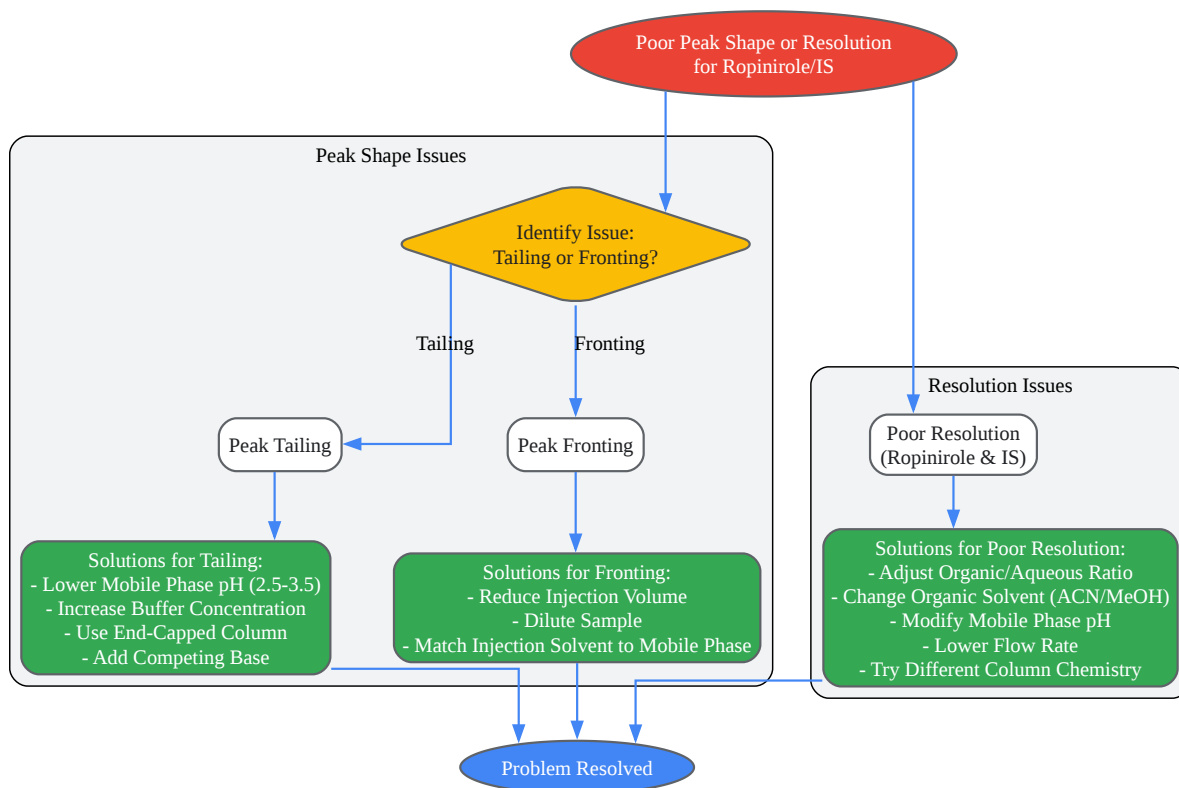 Poor Peak Shape or Resolution
for Ropinirole/IS
Peak Shape Issues
Identify Issue:
Tailing or Fronting?
Tailing
Fronting
Peak Tailing
Peak Fronting
Solutions for Tailing:
- Lower Mobile Phase pH (2.5-3.5)
- Increase Buffer Concentration
- Use End-Capped Column
- Add Competing Base
Solutions for Fronting:
- Reduce Injection Volume
- Dilute Sample
- Match Injection Solvent to Mobile Phase
Resolution Issues
Poor Resolution
(Ropinirole & IS)
Solutions for Poor Resolution:
- Adjust Organic/Aqueous Ratio
- Change Organic Solvent (ACN/MeOH)
- Modify Mobile Phase pH
- Lower Flow Rate
- Try Different Column Chemistry
Problem Resolved